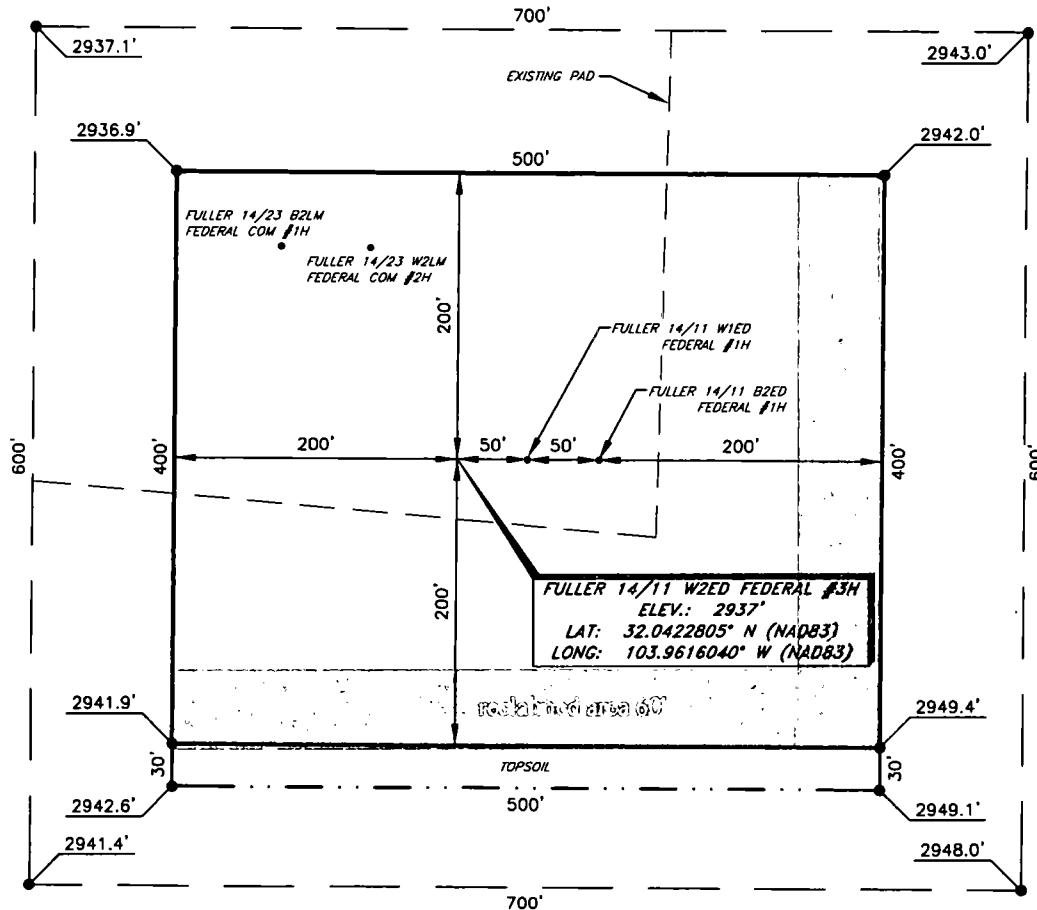 700'
2937.1'
2943.0'
EXISTING PAD
2936.9'
2942.0'
500'
FULLER 14/23 B2LM
FEDERAL COM #1H
FULLER 14/23 W2LM
FEDERAL COM #2H
200'
FULLER 14/11 W1ED
FEDERAL #1H
FULLER 14/11 B2ED
FEDERAL #1H
600'
400'
200'
50'
50'
200'
400'
600'
200'
FULLER 14/11 W2ED FEDERAL #3H
ELEV.: 2937'
LAT: 32.0422805° N (NAD83)
LONG: 103.9616040° W (NAD83)
reclaimed area
2941.9'
2949.4'
30'
TOPSOIL
30'
500'
2942.6'
2949.1'
2941.4'
2948.0'
700'